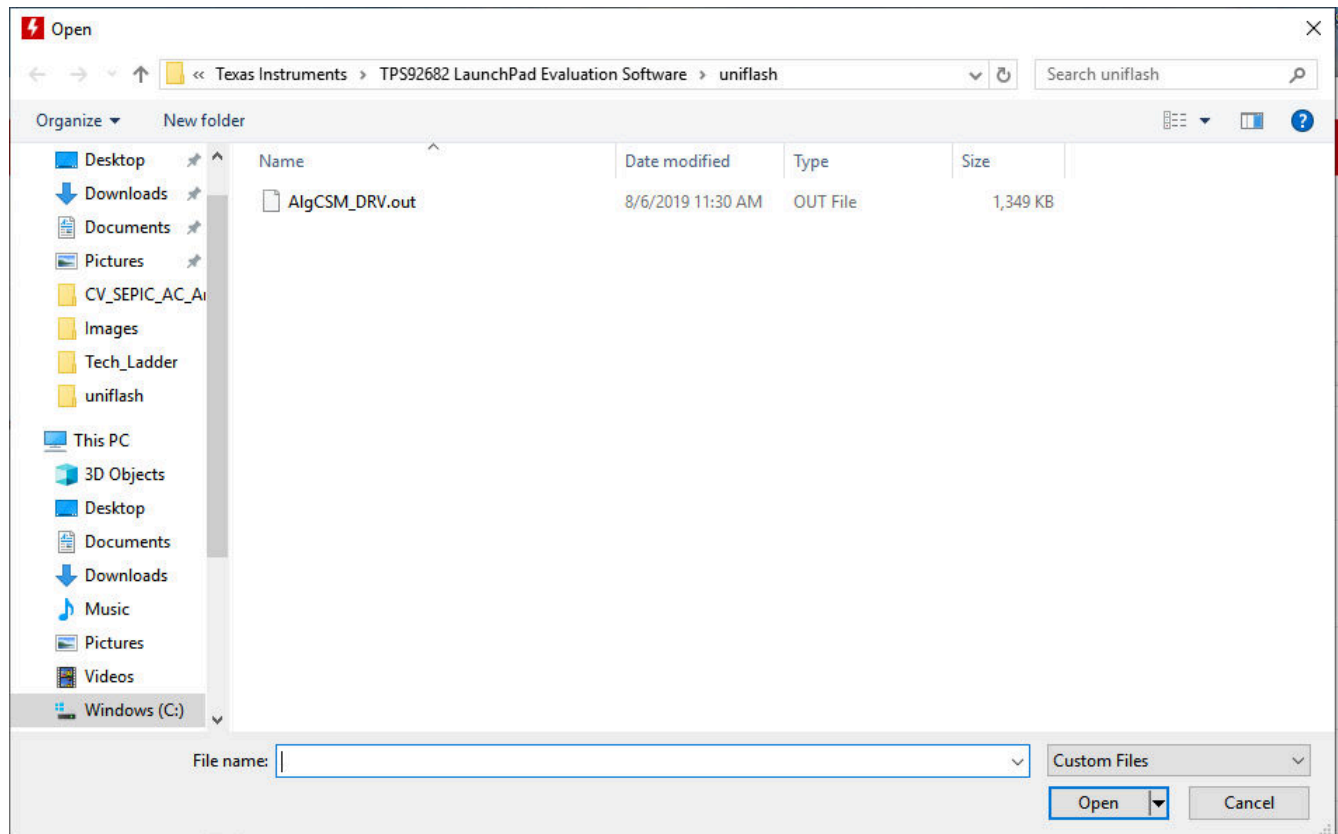 Open
« Texas Instruments › TPS92682 LaunchPad Evaluation Software › uniflash
Search uniflash
Organize
New folder
Name
Date modified
Type
Size
AlgCSM_DRV.out
8/6/2019 11:30 AM
OUT File
1,349 KB
Desktop
Downloads
Documents
Pictures
CV_SEPIC_AC_A
Images
Tech_Ladder
uniflash
This PC
3D Objects
Desktop
Documents
Downloads
Music
Pictures
Videos
Windows (C:)
File name:
Custom Files
Open
Cancel